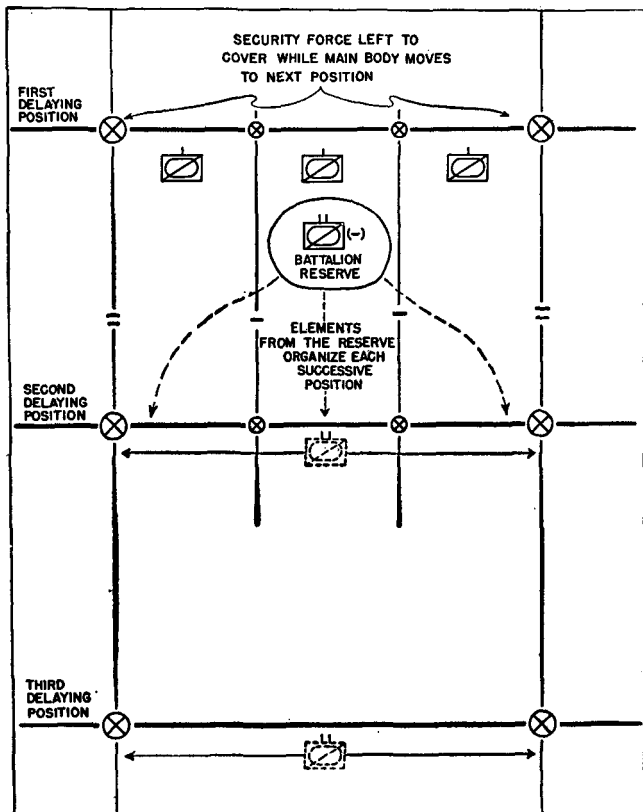 SECURITY FORCE LEFT TO
COVER WHILE MAIN BODY MOVES
TO NEXT POSITION
FIRST
DELAYING
POSITION
(-)
BATTALION
RESERVE
ELEMENTS
FROM THE RESERVE
ORGANIZE EACH
SUCCESSIVE
POSITION
SECOND
DELAYING
POSITION
THIRD
DELAYING
POSITION